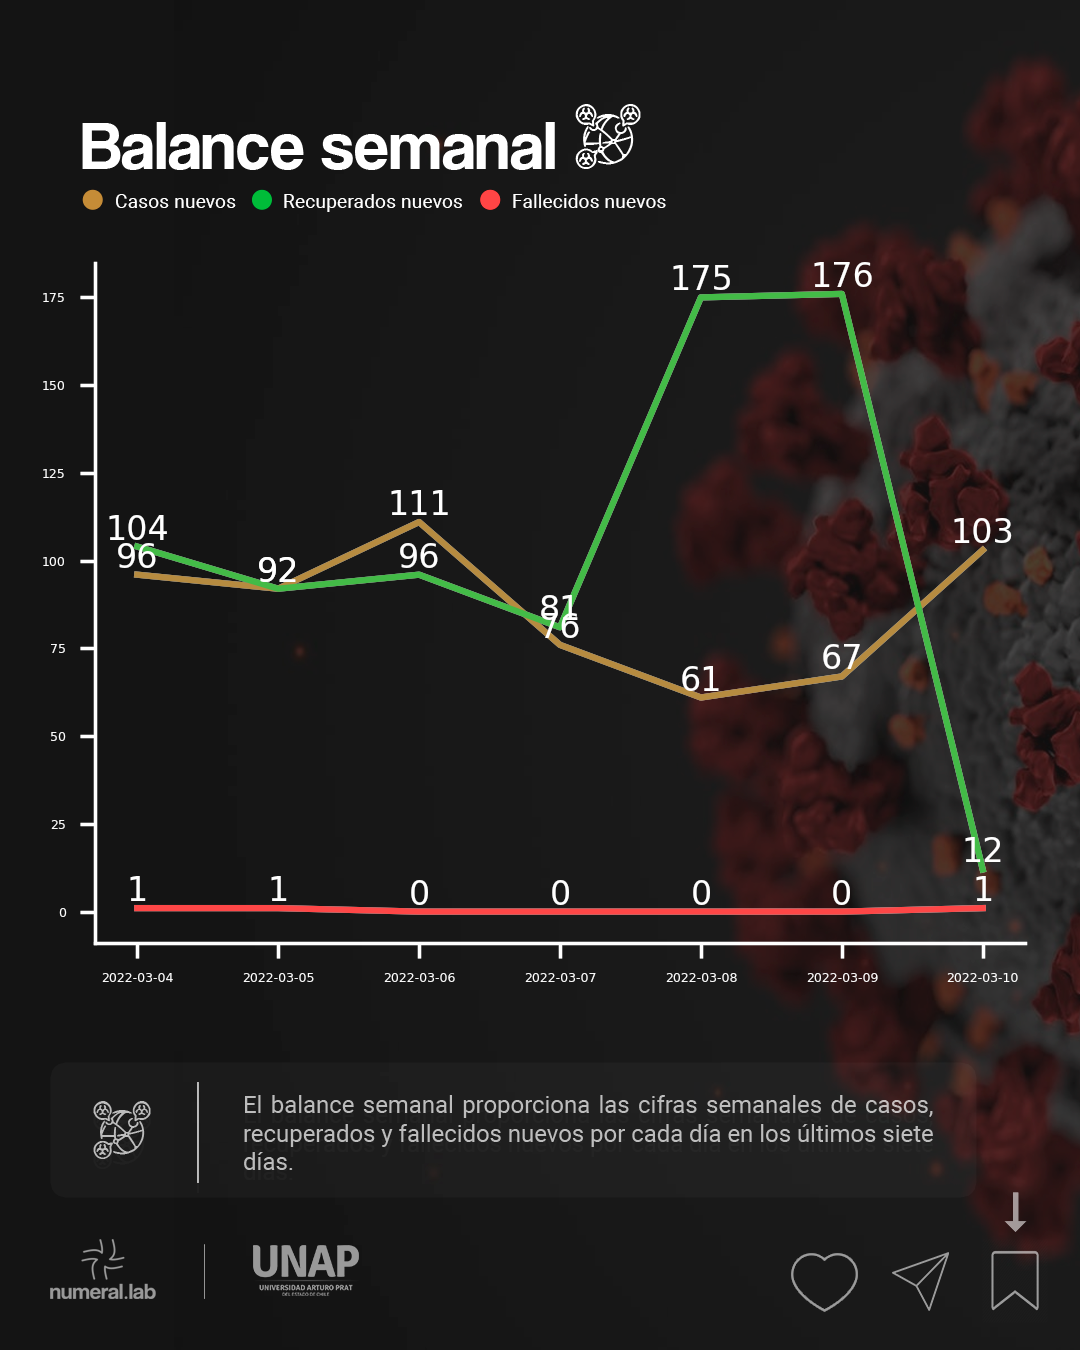 Balance semanal
Casos nuevos Recuperados nuevos Fallecidos nuevos
175
150
125
100
75
50
25
0
104
96
92
111
96
81
76
175
61
176
67
103
12
1
1
0
0
0
0
1
2022-03-04 2022-03-05 2022-03-06 2022-03-07 2022-03-08 2022-03-09 2022-03-10
El balance semanal proporciona las cifras semanales de casos,
recuperados y fallecidos nuevos por cada día en los últimos siete
días.
numeral.lab
UNAP
UNIVERSIDAD ARTURO PRAT
DEL ESTADO DE CHILE